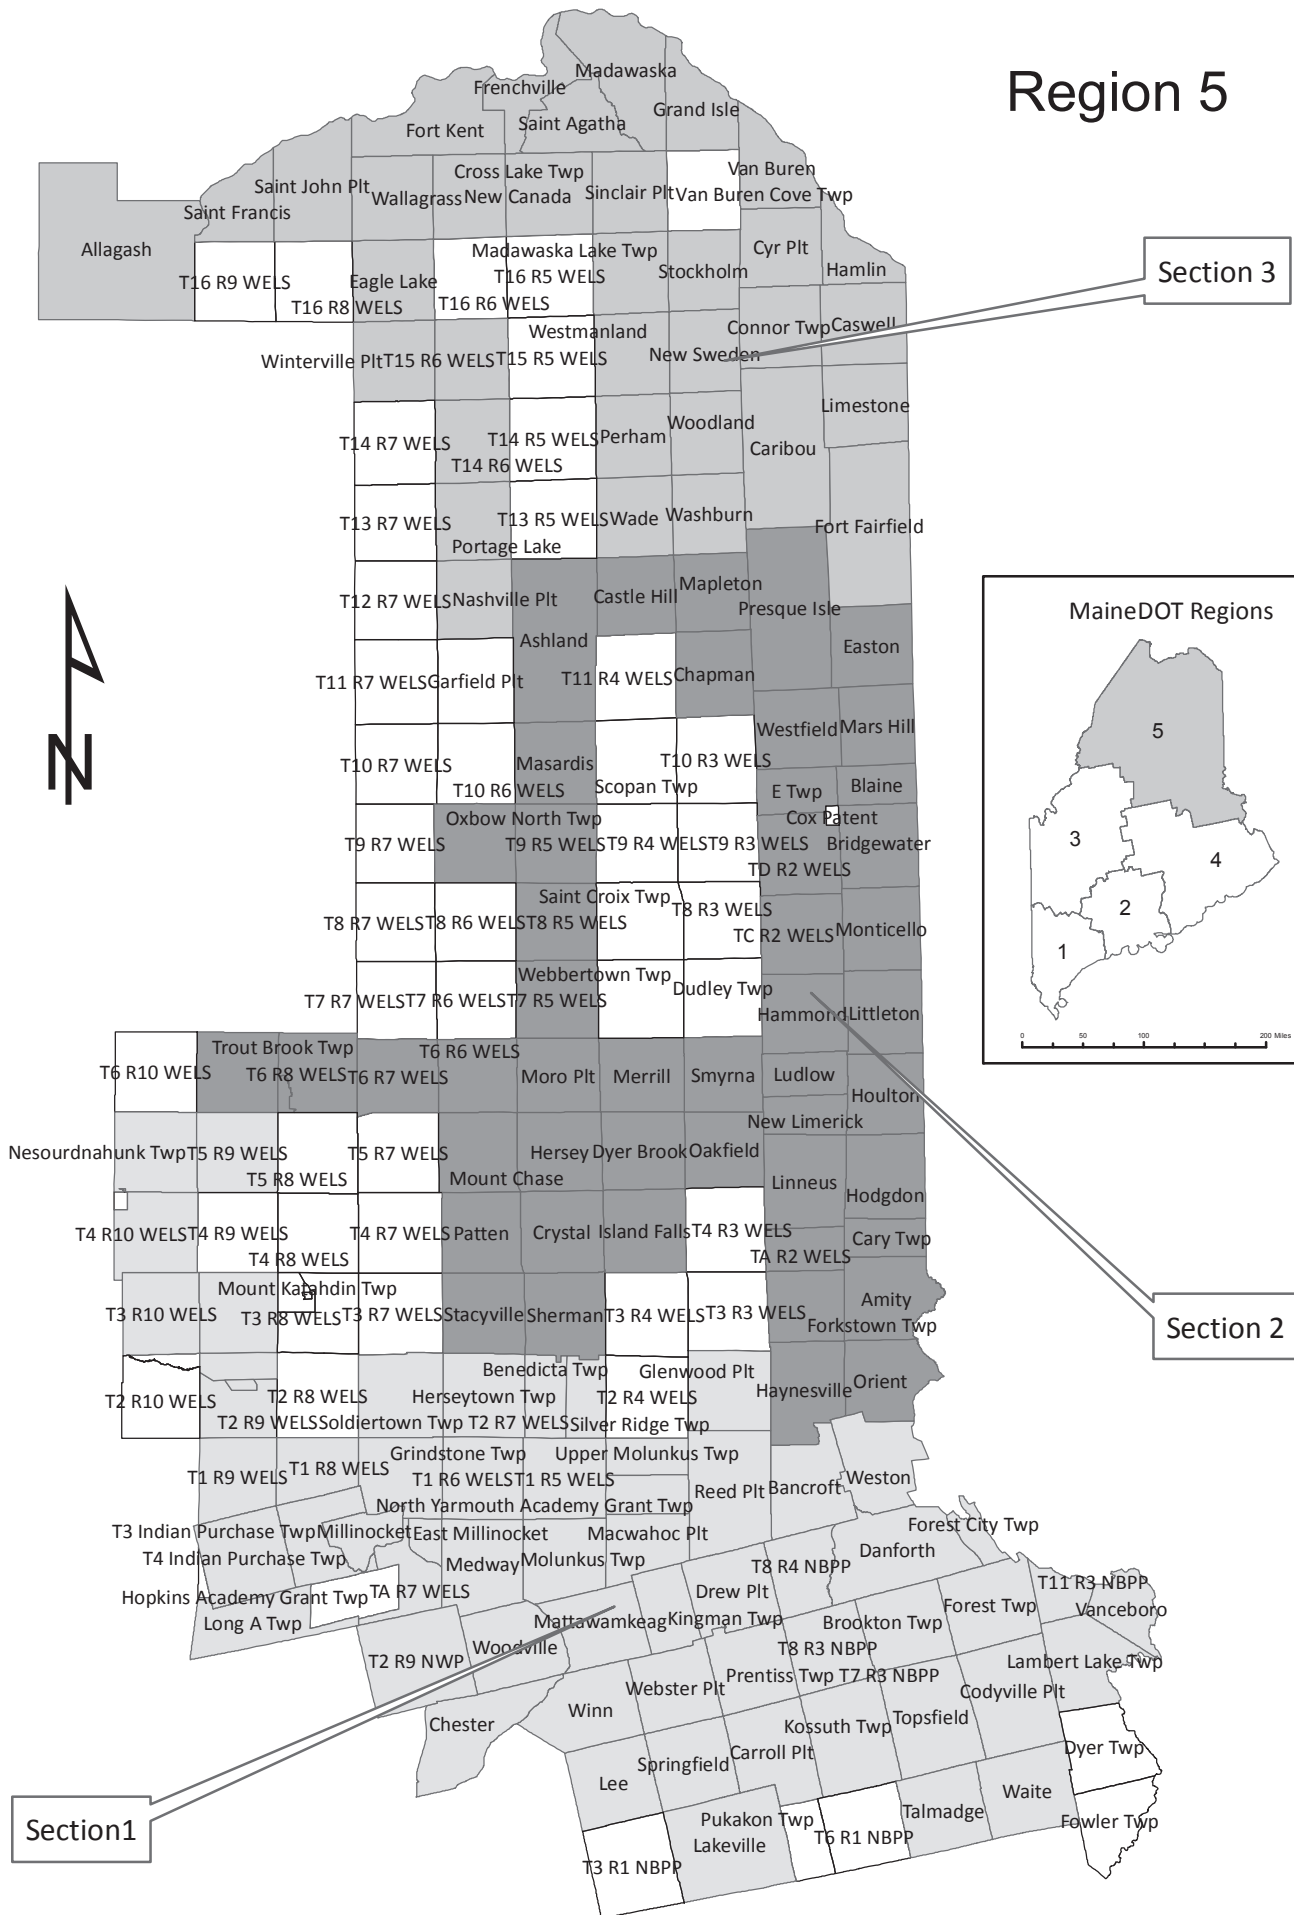 Region 5
Madawaska
Frenchville
Grand Isle
Saint Agatha
Fort Kent
Van Buren
Cross Lake Twp
Saint John Plt
Wallagrass
New Canada
Sinclair Plt
Van Buren Cove Twp
Saint Francis
Allagash
Madawaska Lake Twp
Cyr Plt
T16 R9 WELS
Eagle Lake
T16 R5 WELS
Stockholm
Hamlin
Section 3
T16 R8 WELS
T16 R6 WELS
Westmanland
Connor Twp
Caswell
Winterville Plt
T15 R6 WELS
T15 R5 WELS
New Sweden
Limestone
T14 R7 WELS
T14 R5 WELS
Perham
Woodland
Caribou
T14 R6 WELS
T13 R7 WELS
T13 R5 WELS
Wade
Washburn
Fort Fairfield
Portage Lake
T12 R7 WELS
Nashville Plt
Castle Hill
Mapleton
Presque Isle
Ashland
Easton
T11 R7 WELS
Garfield Plt
T11 R4 WELS
Chapman
Westfield
Mars Hill
T10 R7 WELS
Masardis
T10 R3 WELS
T10 R6 WELS
Scopan Twp
E Twp
Blaine
Oxbow North Twp
Cox Patent
T9 R7 WELS
T9 R5 WELS
T9 R4 WELS
T9 R3 WELS
Bridgewater
TD R2 WELS
Saint Croix Twp
T8 R7 WELS
T8 R6 WELS
T8 R5 WELS
T8 R3 WELS
TC R2 WELS
Monticello
Webbertown Twp
Dudley Twp
T7 R7 WELS
T7 R6 WELS
T7 R5 WELS
Hammond
Littleton
Trout Brook Twp
T6 R6 WELS
T6 R10 WELS
T6 R8 WELS
T6 R7 WELS
Moro Plt
Merrill
Smyrna
Ludlow
Houlton
New Limerick
Nesourdnahunk Twp
T5 R9 WELS
T5 R7 WELS
Hersey
Dyer Brook
Oakfield
T5 R8 WELS
Mount Chase
Linneus
Hodgdon
T4 R10 WELS
T4 R9 WELS
T4 R7 WELS
Patten
Crystal
Island Falls
T4 R3 WELS
Cary Twp
T4 R8 WELS
TA R2 WELS
Mount Katahdin Twp
Amity
T3 R10 WELS
T3 R8 WELS
T3 R7 WELS
Stacyville
Sherman
T3 R4 WELS
T3 R3 WELS
Forkstown Twp
Section 2
Benedicta Twp
Glenwood Plt
T2 R10 WELS
T2 R8 WELS
Herseytown Twp
T2 R4 WELS
Haynesville
Orient
T2 R9 WELS
Soldiertown Twp T2 R7 WELS
Silver Ridge Twp
Grindstone Twp
Upper Molunkus Twp
T1 R9 WELS
T1 R8 WELS
T1 R6 WELS
T1 R5 WELS
Reed Plt
Bancroft
Weston
North Yarmouth Academy Grant Twp
T3 Indian Purchase Twp
Millinocket
East Millinocket
Macwahoc Plt
Forest City Twp
T4 Indian Purchase Twp
Medway
Molunkus Twp
T8 R4 NBPP
Danforth
Hopkins Academy Grant Twp
TA R7 WELS
Drew Plt
T11 R3 NBPP
Long A Twp
Mattawamkeag
Kingman Twp
Brookton Twp
Forest Twp
Vanceboro
Woodville
T8 R3 NBPP
T2 R9 NWP
Prentiss Twp
T7 R3 NBPP
Lambert Lake Twp
Webster Plt
Codyville Plt
Chester
Winn
Kossuth Twp
Topsfield
Springfield
Carroll Plt
Dyer Twp
Lee
Waite
Section1
Pukakon Twp
Talmadge
Fowler Twp
Lakeville
T6 R1 NBPP
T3 R1 NBPP
N
MaineDOT Regions
5
3
4
2
1
0 50 100 200 Miles